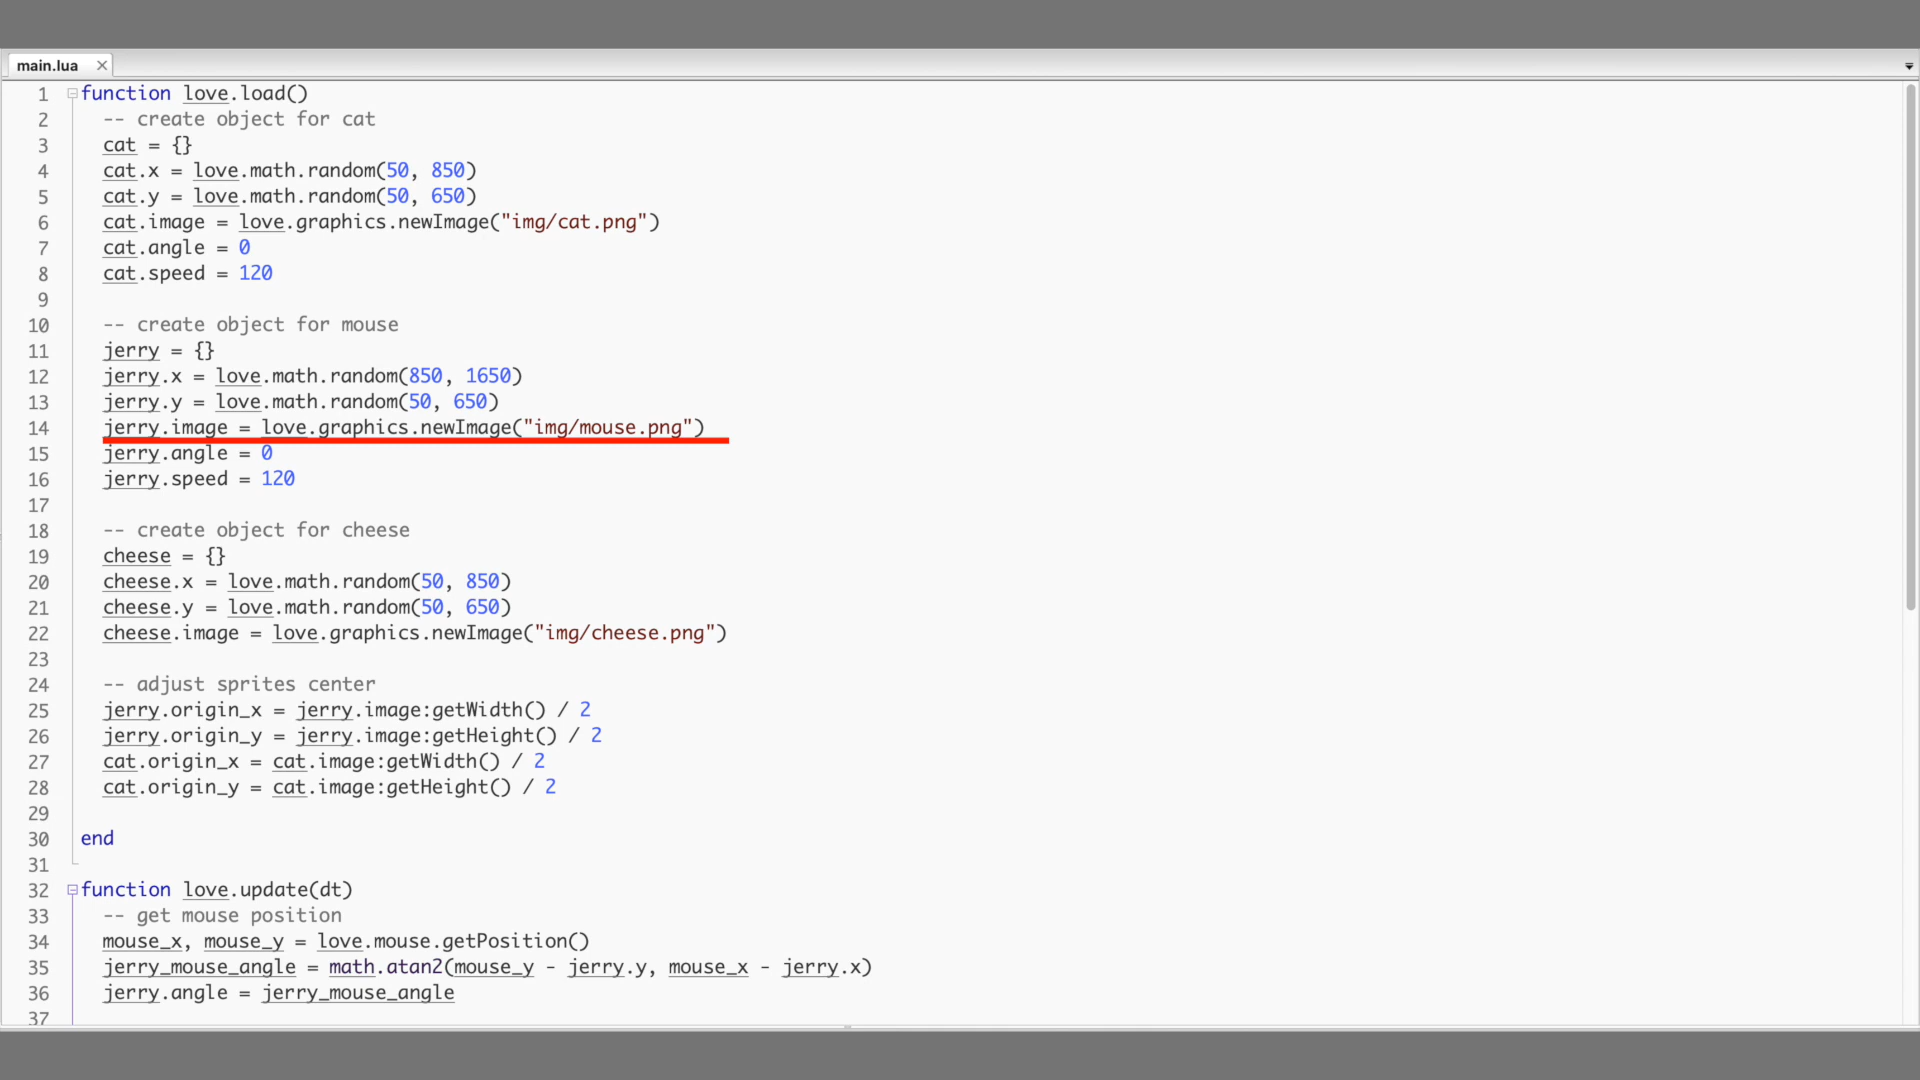 main.lua
1 function love.load()
2 -- create object for cat
3 cat = {}
4 cat.x = love.math.random(50, 850)
5 cat.y = love.math.random(50, 650)
6 cat.image = love.graphics.newImage("img/cat.png")
7 cat.angle = 0
8 cat.speed = 120
9
10 -- create object for mouse
11 jerry = {}
12 jerry.x = love.math.random(850, 1650)
13 jerry.y = love.math.random(50, 650)
14 jerry.image = love.graphics.newImage("img/mouse.png")
15 jerry.angle = 0
16 jerry.speed = 120
17
18 -- create object for cheese
19 cheese = {}
20 cheese.x = love.math.random(50, 850)
21 cheese.y = love.math.random(50, 650)
22 cheese.image = love.graphics.newImage("img/cheese.png")
23
24 -- adjust sprites center
25 jerry.origin_x = jerry.image:getWidth() / 2
26 jerry.origin_y = jerry.image:getHeight() / 2
27 cat.origin_x = cat.image:getWidth() / 2
28 cat.origin_y = cat.image:getHeight() / 2
29
30 end
31
32 function love.update(dt)
33 -- get mouse position
34 mouse_x, mouse_y = love.mouse.getPosition()
35 jerry_mouse_angle = math.atan2(mouse_y - jerry.y, mouse_x - jerry.x)
36 jerry.angle = jerry_mouse_angle
37